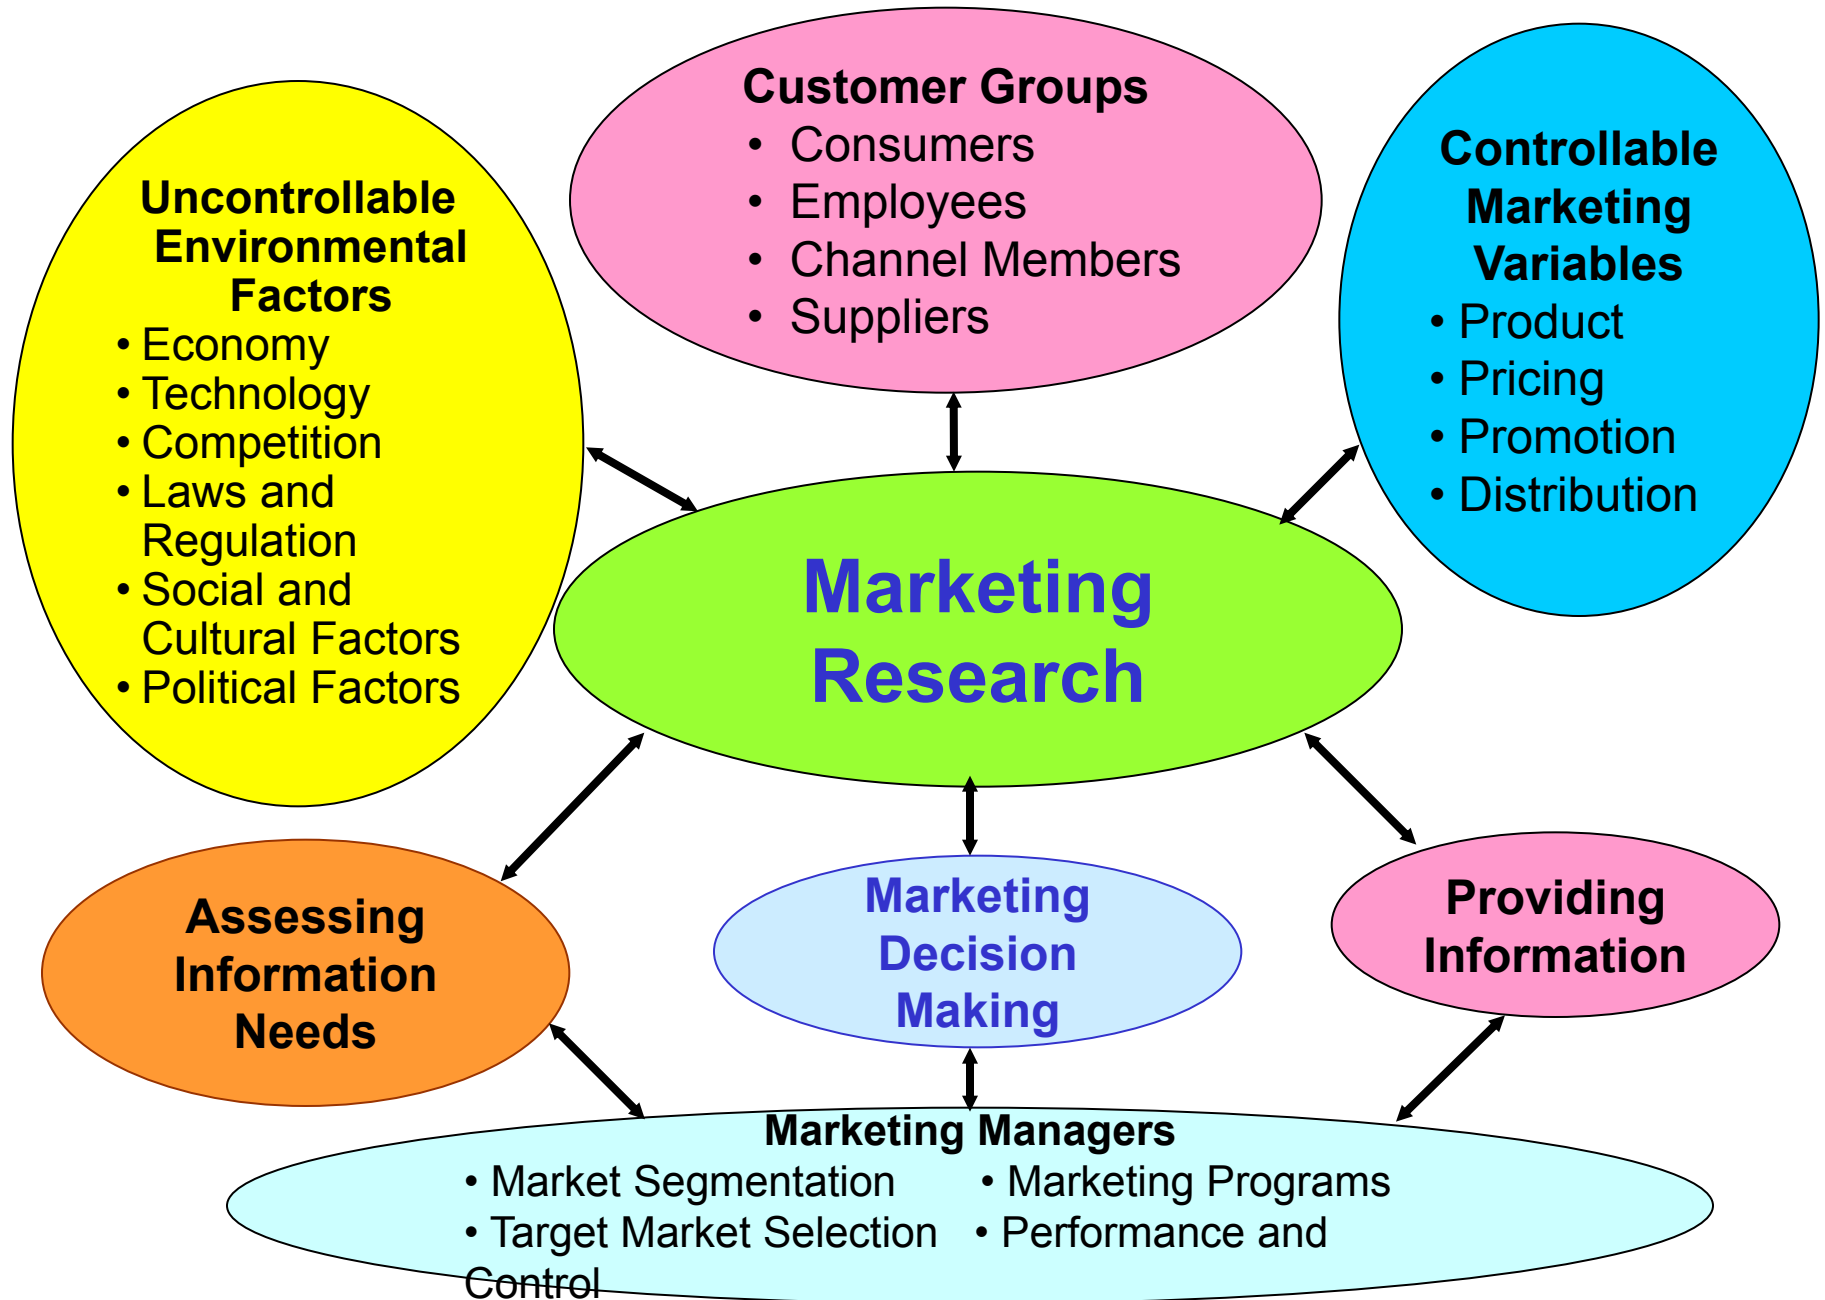 Customer Groups
• Consumers
• Employees
• Channel Members
• Suppliers
Uncontrollable
Environmental
Factors
• Economy
• Technology
• Competition
• Laws and
Regulation
• Social and
Cultural Factors
• Political Factors
Controllable
Marketing
Variables
• Product
• Pricing
• Promotion
• Distribution
Marketing
Research
Assessing
Information
Needs
Marketing
Decision
Making
Providing
Information
Marketing Managers
• Market Segmentation • Marketing Programs
• Target Market Selection • Performance and
Control